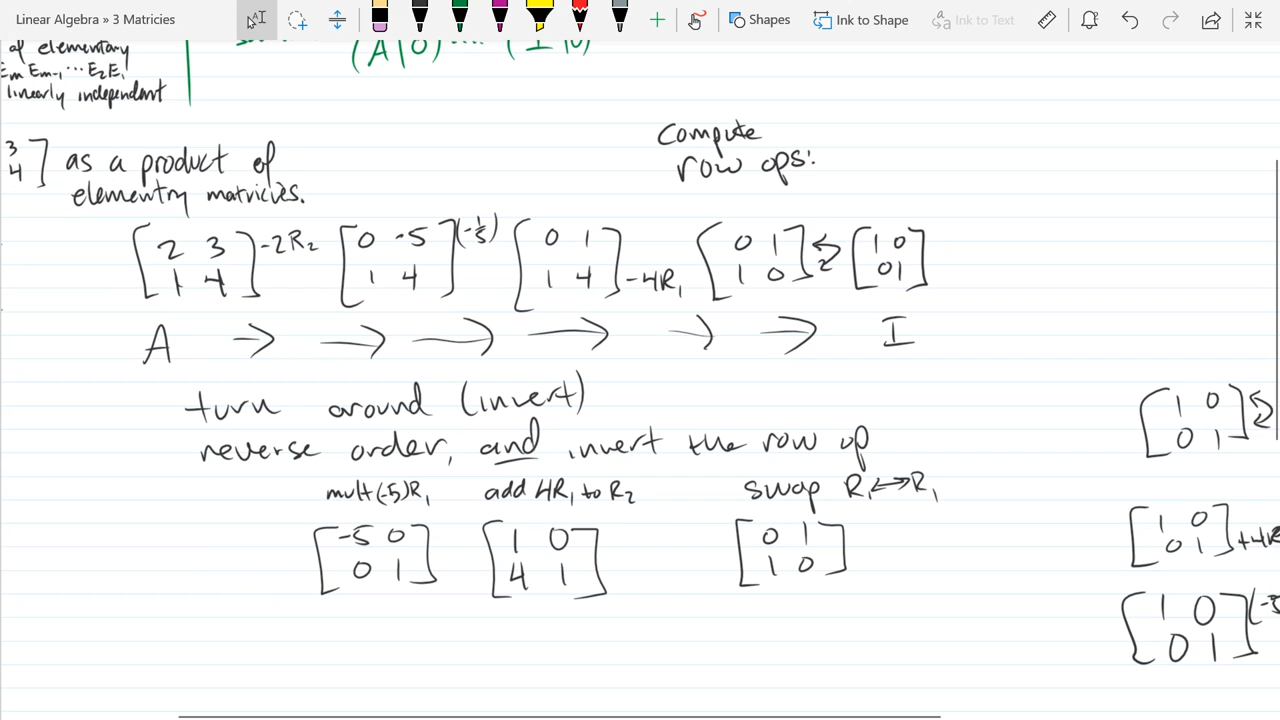 Linear Algebra » 3 Matricies
Shapes
Ink to Shape
Ink to Text
of elementary
Em Em-1 ... E2 E1
linearly independent
(A|0) ... (I|0)
3
4 ] as a product of
elementry matricies.
Compute
row ops:
[2 3] -2R2 [0 -5] (-1/5) [0 1] [0 1] ↔ [1 0]
[1 4] [1 4] [1 4] -4R1 [1 0] [0 1]
A → → → → → → I
turn around (invert)
reverse order, and invert the row op
mult (-5)R1 add 4R1 to R2 swap R1↔R1
[-5 0] [1 0] [0 1]
[0 1] [4 1] [1 0]
[1 0]
[0 1]
[1 0]
[0 1] +4R
[1 0] (-5
[0 1]